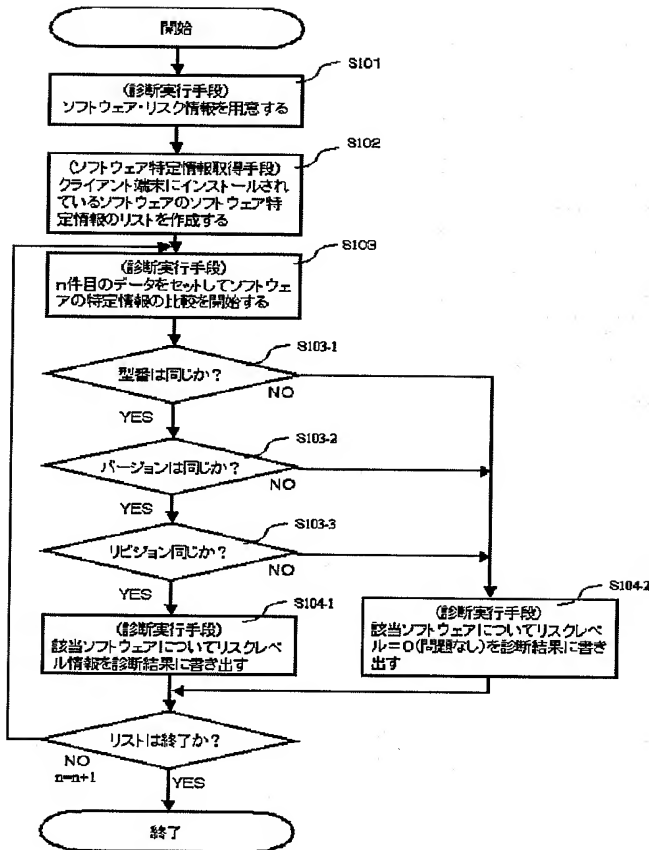 開始
S101
(診断実行手段)
ソフトウェア・リスク情報を用意する
S102
(ソフトウェア特定情報取得手段)
クライアント端末にインストールされ
ているソフトウェアのソフトウェア特
定情報のリストを作成する
S103
(診断実行手段)
n件目のデータをセットしてソフトウェ
アの特定情報の比較を開始する
S103-1
型番は同じか?
NO
YES
S103-2
バージョンは同じか?
NO
YES
S103-3
リビジョン同じか?
NO
YES
S104-1
(診断実行手段)
該当ソフトウェアについてリスクレベ
ル情報を診断結果に書き出す
S104-2
(診断実行手段)
該当ソフトウェアについてリスクレベ
ル=0(問題なし)を診断結果に書き
出す
リストは終了か?
NO
n=n+1
YES
終了